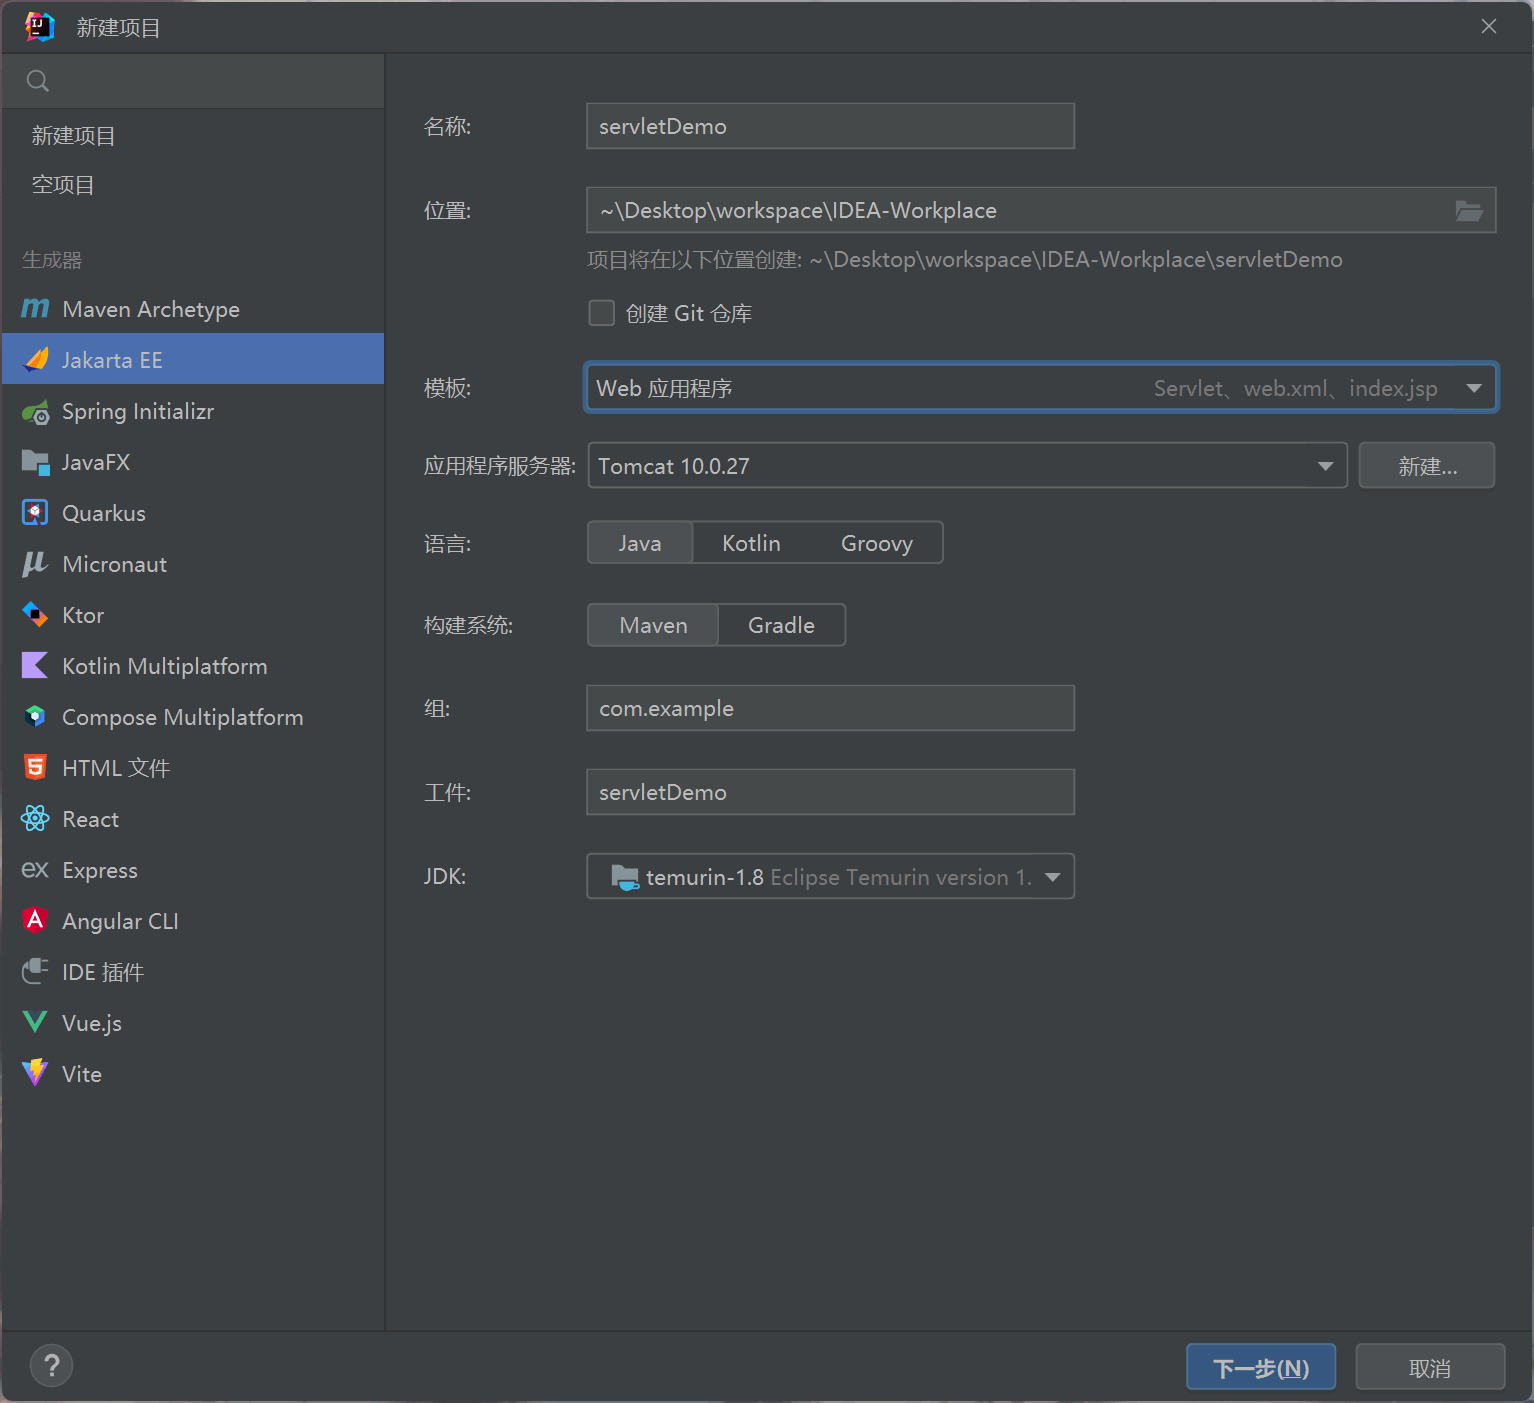 新建项目
新建项目
空项目
生成器
Maven Archetype
Jakarta EE
Spring Initializr
JavaFX
Quarkus
Micronaut
Ktor
Kotlin Multiplatform
Compose Multiplatform
HTML 文件
React
Express
Angular CLI
IDE 插件
Vue.js
Vite
名称: servletDemo
位置: ~\Desktop\workspace\IDEA-Workplace
项目将在以下位置创建: ~\Desktop\workspace\IDEA-Workplace\servletDemo
创建 Git 仓库
模板: Web 应用程序 Servlet、web.xml、index.jsp
应用程序服务器: Tomcat 10.0.27 新建...
语言: Java Kotlin Groovy
构建系统: Maven Gradle
组: com.example
工件: servletDemo
JDK: temurin-1.8 Eclipse Temurin version 1.
? 下一步(N) 取消